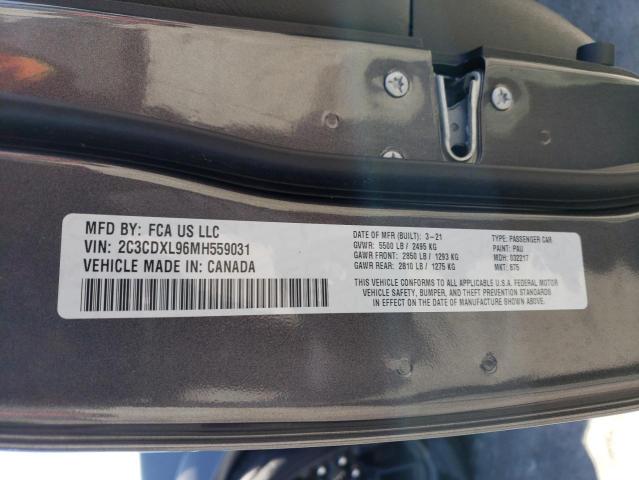 MFD BY: FCA US LLC
VIN: 2C3CDXL96MH559031
VEHICLE MADE IN: CANADA
DATE OF MFR (BUILT): 3-21
GVWR: 5500 LB / 2495 KG
GAWR FRONT: 2850 LB / 1293 KG
GAWR REAR: 2810 LB / 1275 KG
TYPE: PASSENGER CAR
PAINT: PAU
MDH: 032217
MKT: 675
THIS VEHICLE CONFORMS TO ALL APPLICABLE U.S.A. FEDERAL MOTOR
VEHICLE SAFETY, BUMPER, AND THEFT PREVENTION STANDARDS
IN EFFECT ON THE DATE OF MANUFACTURE SHOWN ABOVE.